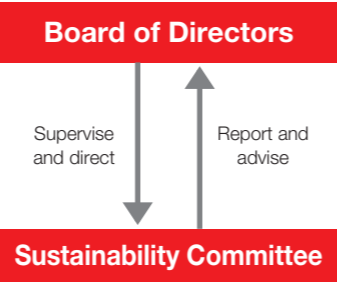 Board of Directors
Supervise
and direct
Report and
advise
Sustainability Committee